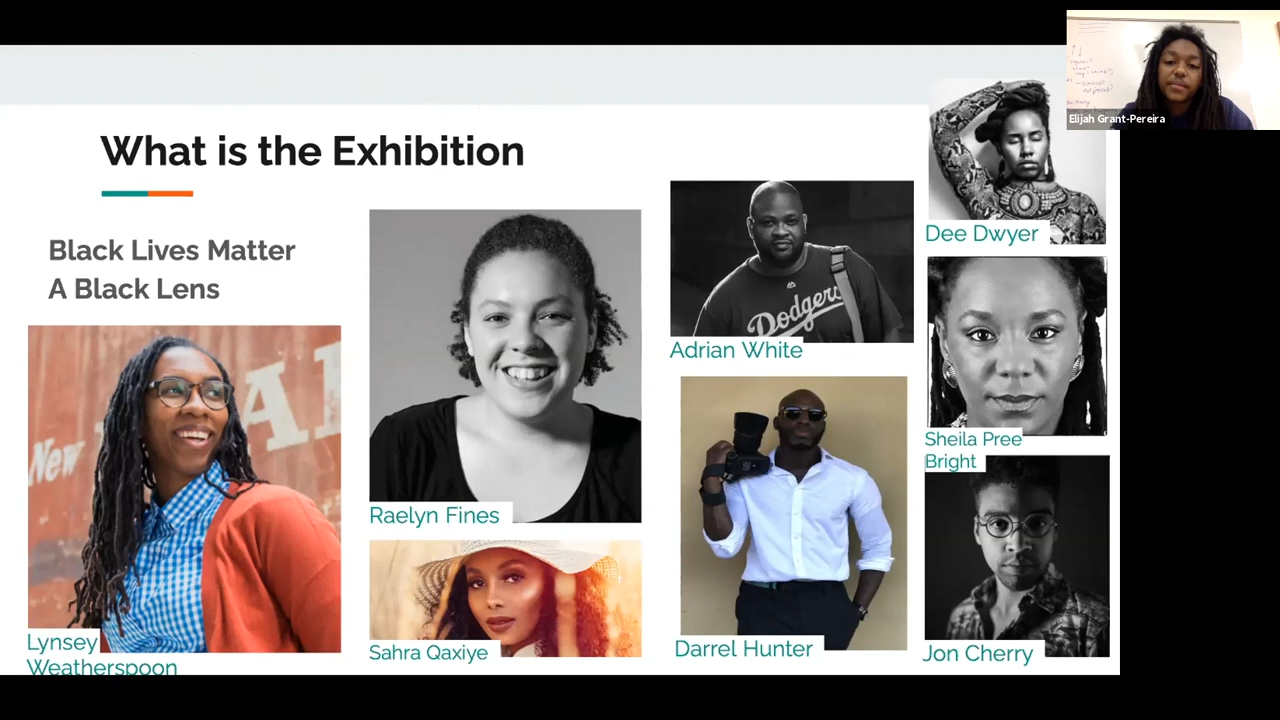 What is the Exhibition
Black Lives Matter
A Black Lens
New
Lynsey
Weatherspoon
Raelyn Fines
Sahra Qaxiye
Dodgers
Adrian White
Darrel Hunter
Dee Dwyer
Sheila Pree
Bright
Jon Cherry
Elijah Grant-Pereira